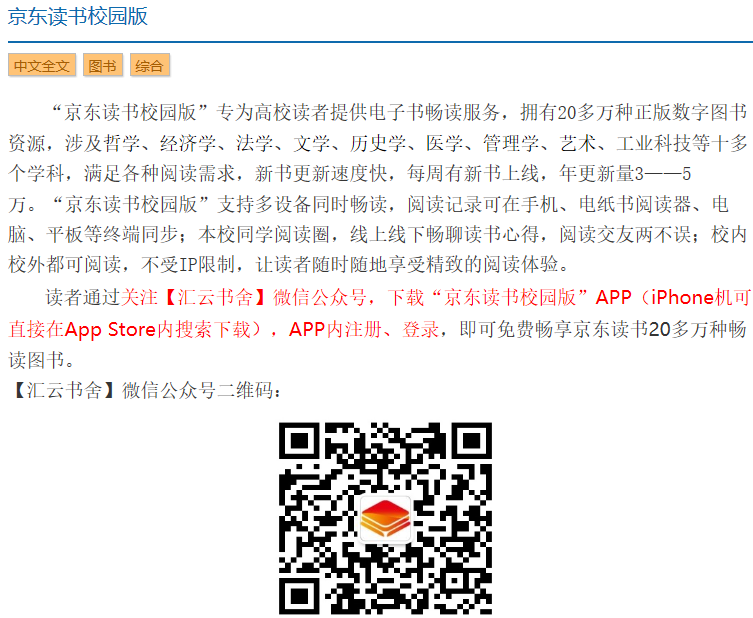 京东读书校园版
中文全文 图书 综合
“京东读书校园版”专为高校读者提供电子书畅读服务，拥有20多万种正版数字图书
资源，涉及哲学、经济学、法学、文学、历史学、医学、管理学、艺术、工业科技等十多
个学科，满足各种阅读需求，新书更新速度快，每周有新书上线，年更新量3——5
万。“京东读书校园版”支持多设备同时畅读，阅读记录可在手机、电纸书阅读器、电
脑、平板等终端同步；本校同学阅读圈，线上线下畅聊读书心得，阅读交友两不误；校内
校外都可阅读，不受IP限制，让读者随时随地享受精致的阅读体验。
读者通过关注【汇云书舍】微信公众号，下载“京东读书校园版”APP（iPhone机可
直接在App Store内搜索下载），APP内注册、登录，即可免费畅享京东读书20多万种畅
读图书。
【汇云书舍】微信公众号二维码：